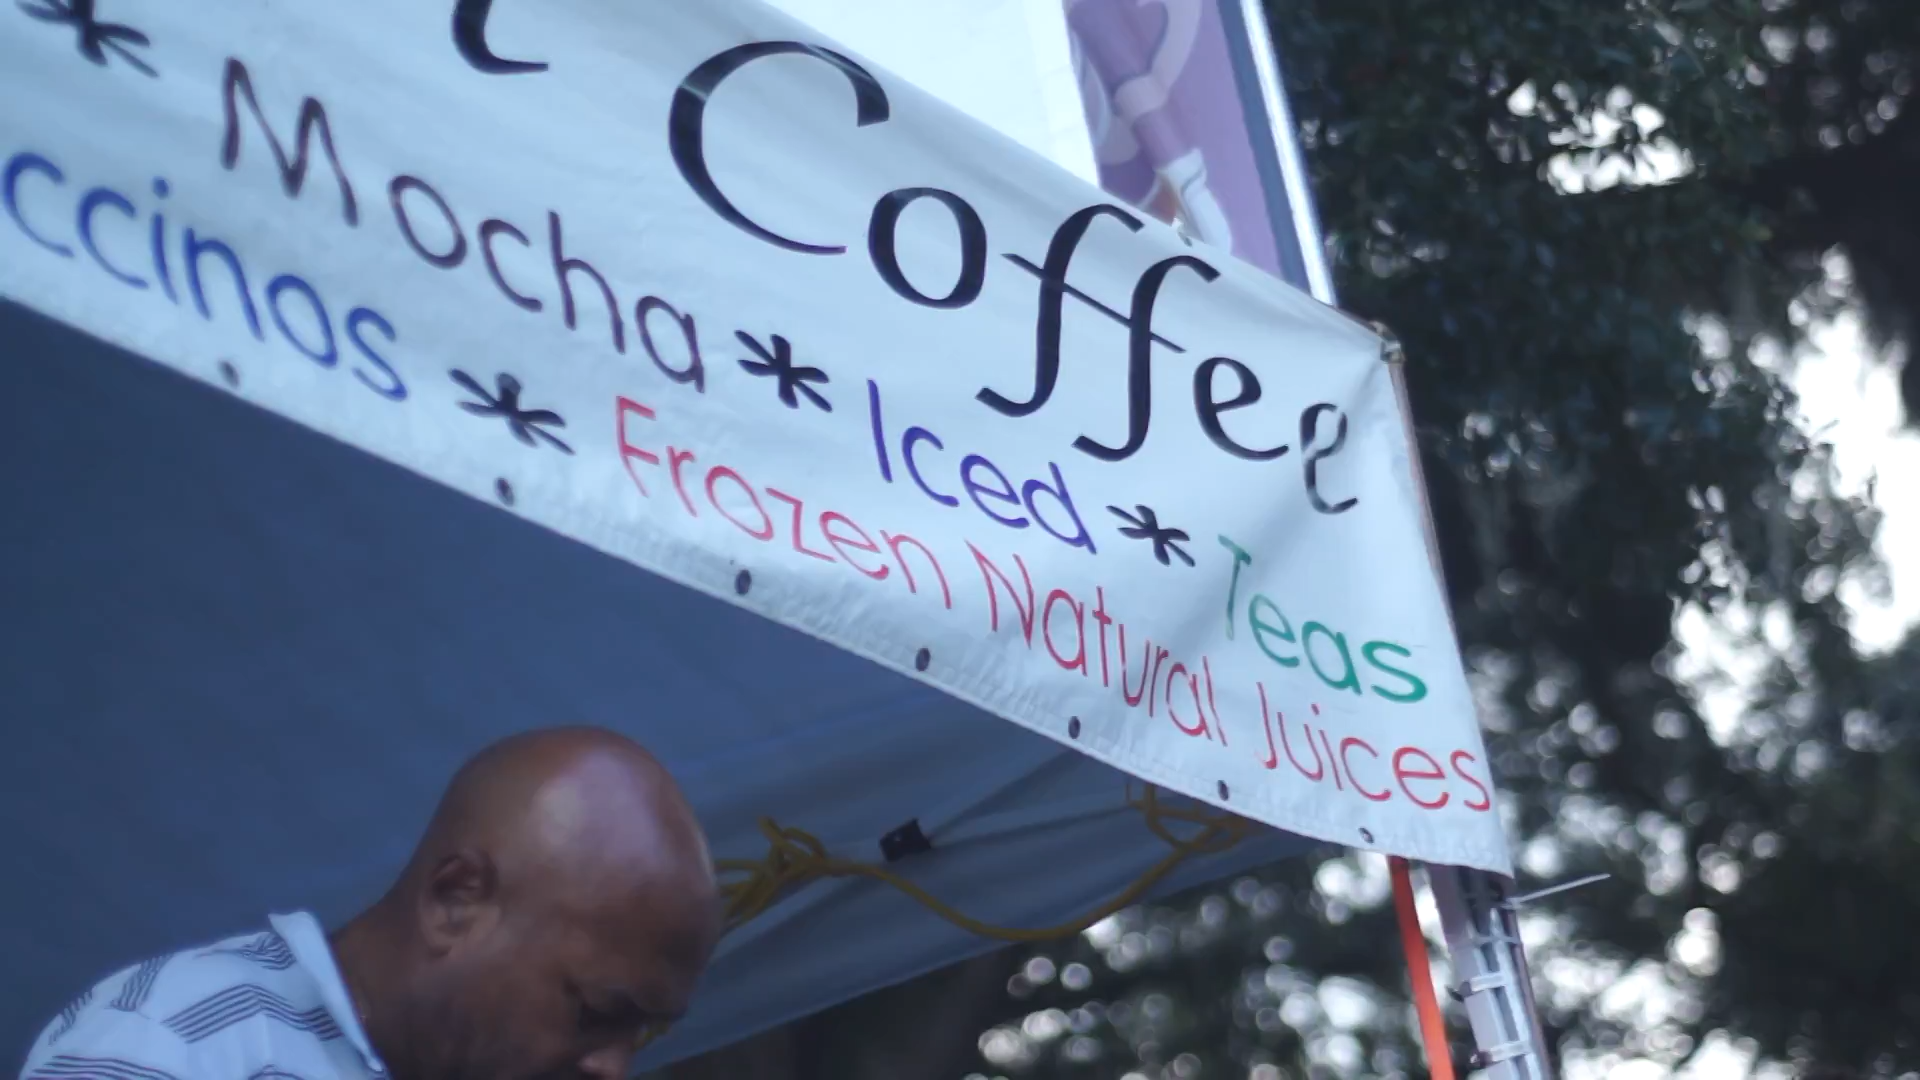 Coffee
* Mocha * Iced * Teas
ccinos * Frozen Natural Juices